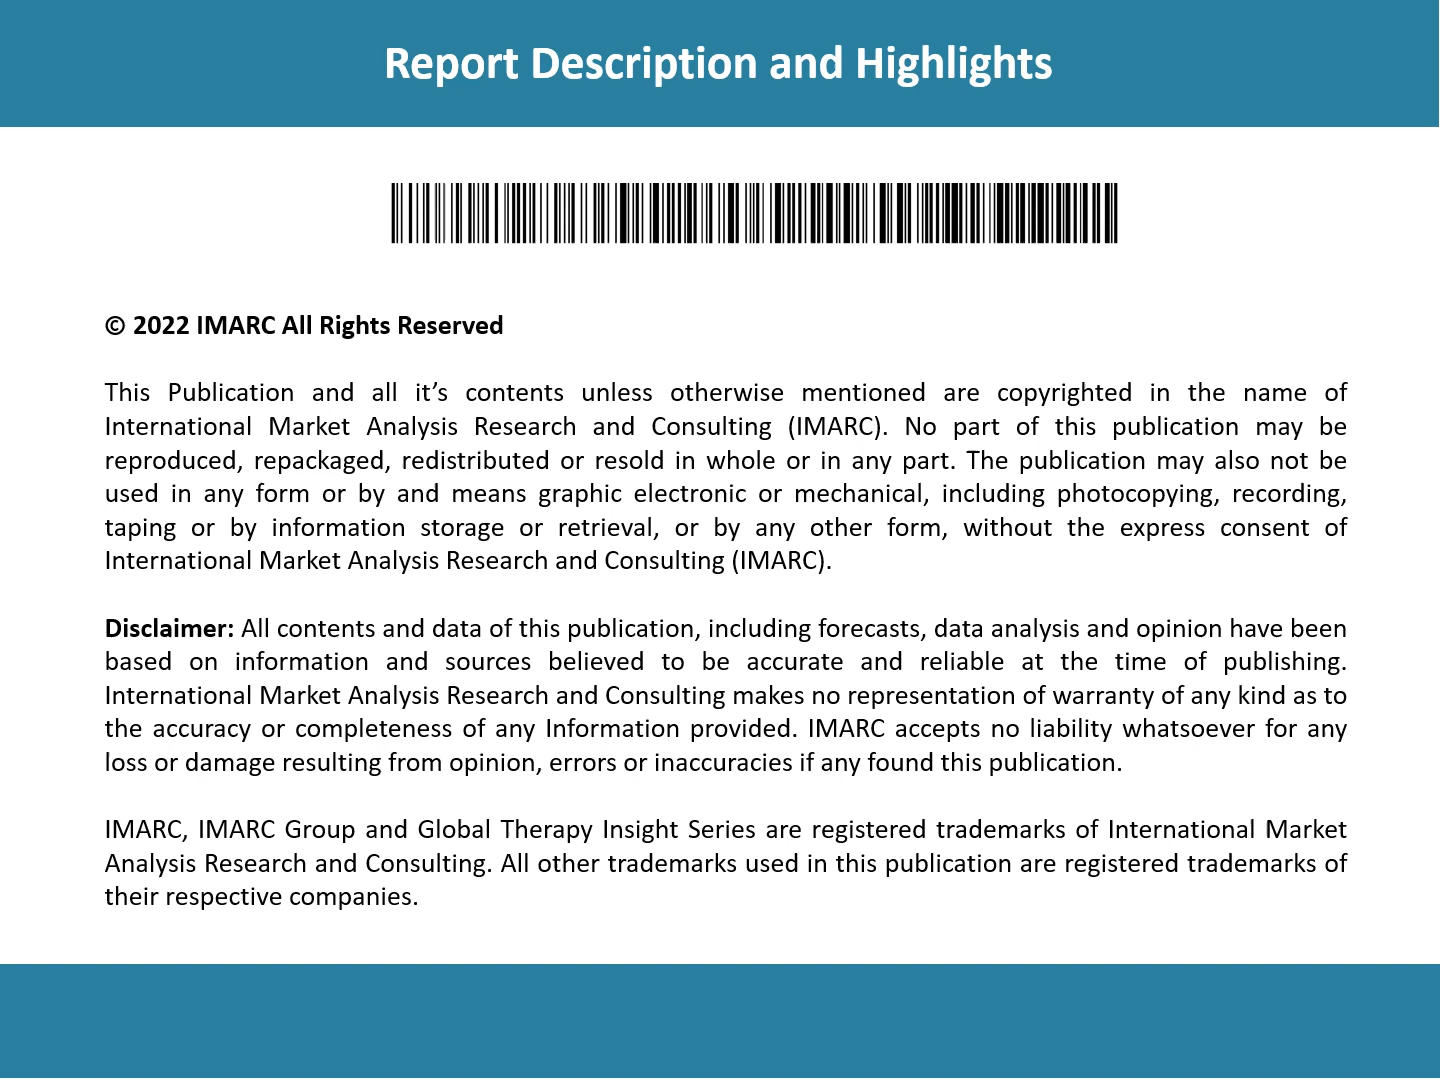 Report Description and Highlights
© 2022 IMARC All Rights Reserved
This Publication and all it’s contents unless otherwise mentioned are copyrighted in the name of
International Market Analysis Research and Consulting (IMARC). No part of this publication may be
reproduced, repackaged, redistributed or resold in whole or in any part. The publication may also not be
used in any form or by and means graphic electronic or mechanical, including photocopying, recording,
taping or by information storage or retrieval, or by any other form, without the express consent of
International Market Analysis Research and Consulting (IMARC).
Disclaimer: All contents and data of this publication, including forecasts, data analysis and opinion have been
based on information and sources believed to be accurate and reliable at the time of publishing.
International Market Analysis Research and Consulting makes no representation of warranty of any kind as to
the accuracy or completeness of any Information provided. IMARC accepts no liability whatsoever for any
loss or damage resulting from opinion, errors or inaccuracies if any found this publication.
IMARC, IMARC Group and Global Therapy Insight Series are registered trademarks of International Market
Analysis Research and Consulting. All other trademarks used in this publication are registered trademarks of
their respective companies.